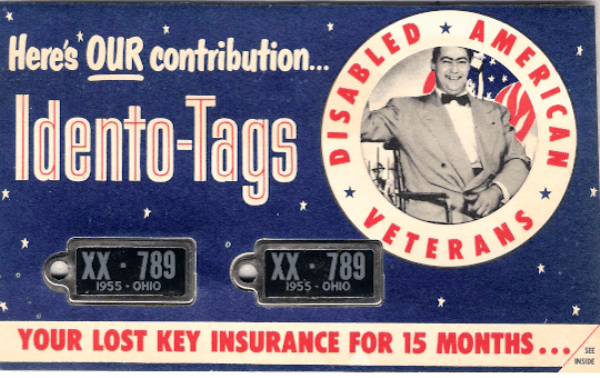 Here's OUR contribution...
Idento-Tags
DISABLED ★ AMERICAN ★ VETERANS ★
XX · 789
1955 - OHIO
XX · 789
1955 - OHIO
YOUR LOST KEY INSURANCE FOR 15 MONTHS...
SEE
INSIDE